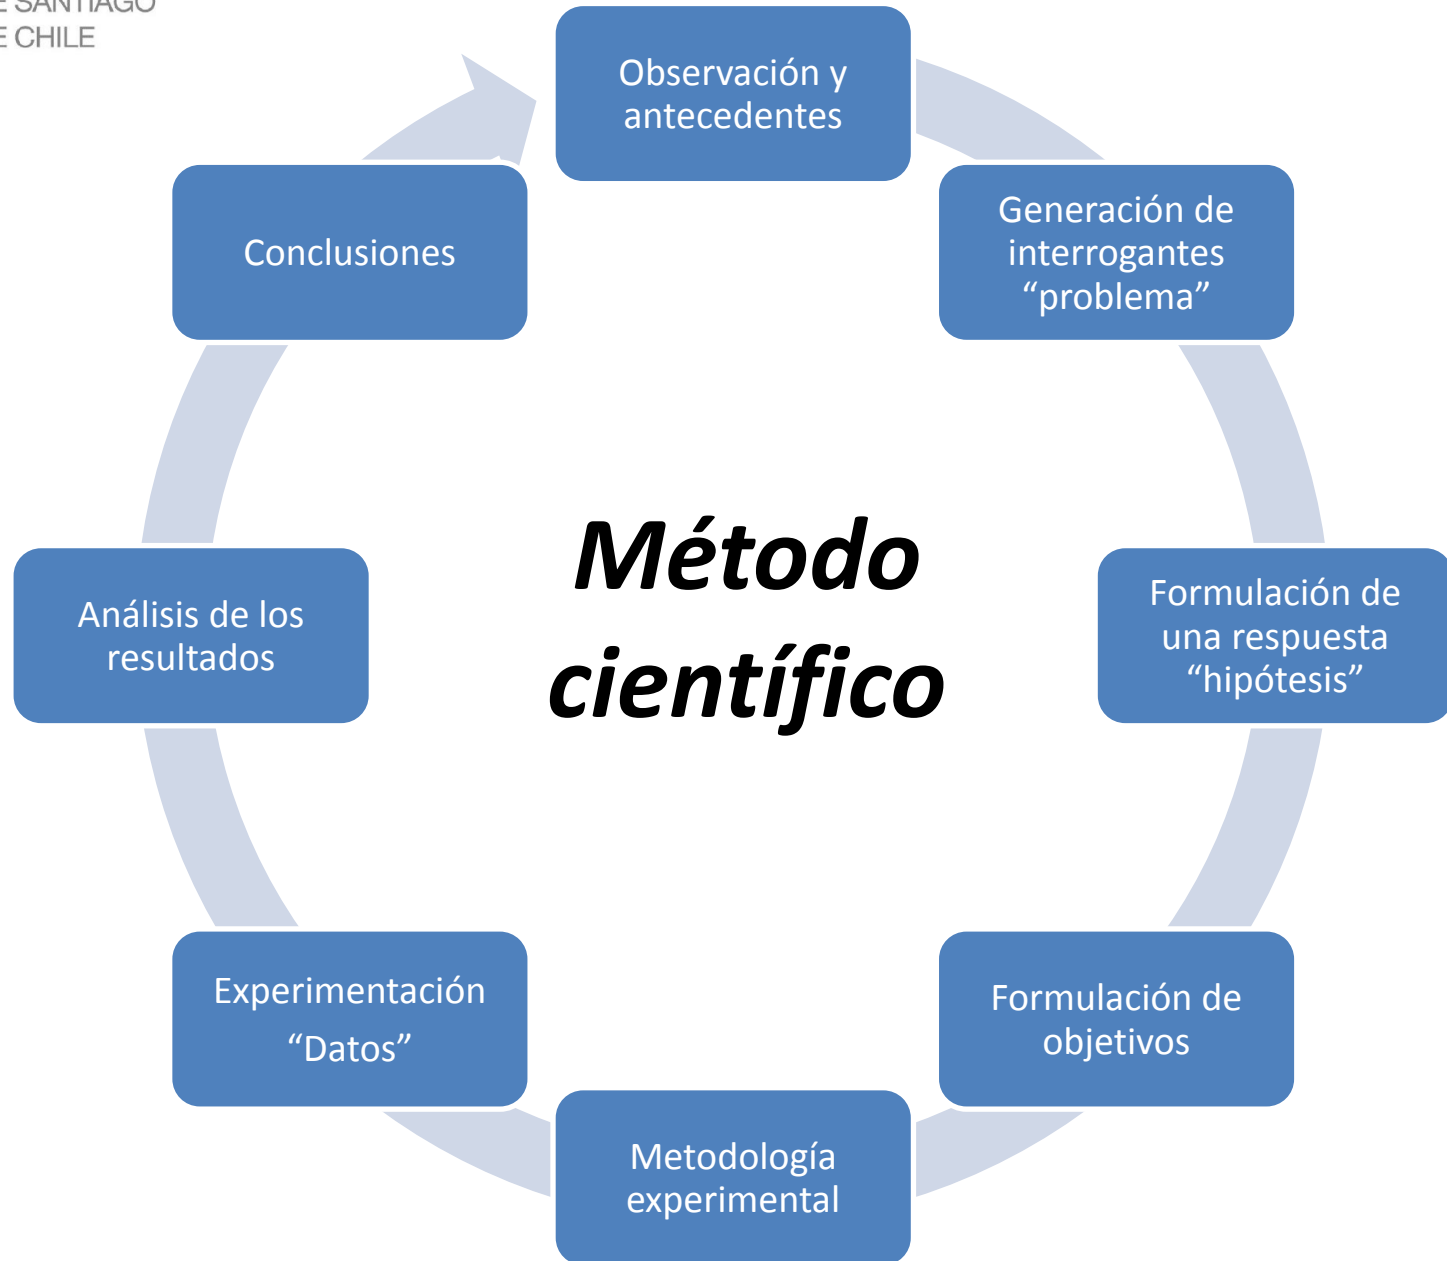 E SANTIAGO
E CHILE
Observación y
antecedentes
Generación de
interrogantes
“problema”
Formulación de
una respuesta
“hipótesis”
Formulación de
objetivos
Metodología
experimental
Experimentación
“Datos”
Análisis de los
resultados
Conclusiones
Método
científico